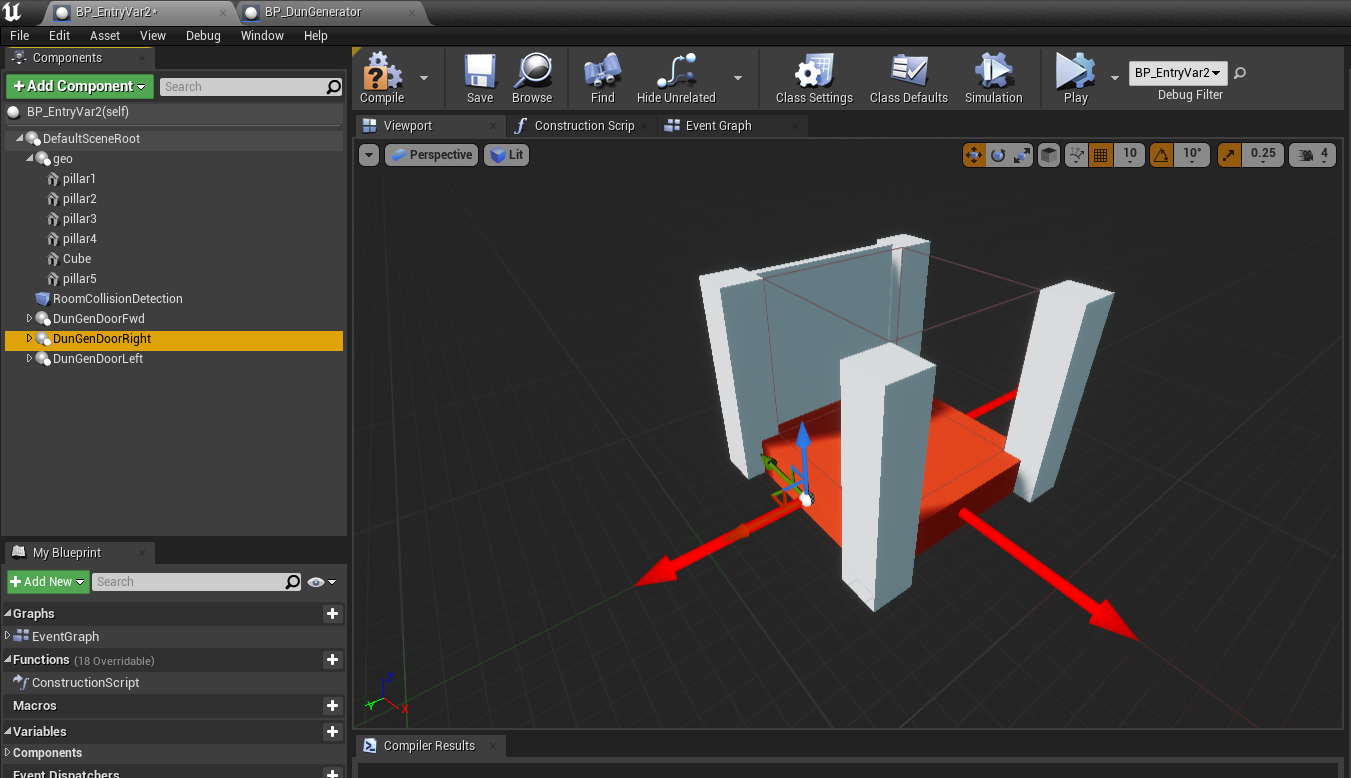 BP_EntryVar2*
BP_DunGenerator
File Edit Asset View Debug Window Help
Components
+ Add Component
Search
BP_EntryVar2(self)
DefaultSceneRoot
geo
pillar1
pillar2
pillar3
pillar4
Cube
pillar5
RoomCollisionDetection
DunGenDoorFwd
DunGenDoorRight
DunGenDoorLeft
My Blueprint
+ Add New
Search
Graphs
EventGraph
Functions (18 Overridable)
ConstructionScript
Macros
Variables
Components
Event Dispatchers
Compile
Save
Browse
Find
Hide Unrelated
Class Settings
Class Defaults
Simulation
Play
BP_EntryVar2
Debug Filter
Viewport
Construction Scrip
Event Graph
Perspective
Lit
10
10°
0.25
4
Z
Y
X
Compiler Results